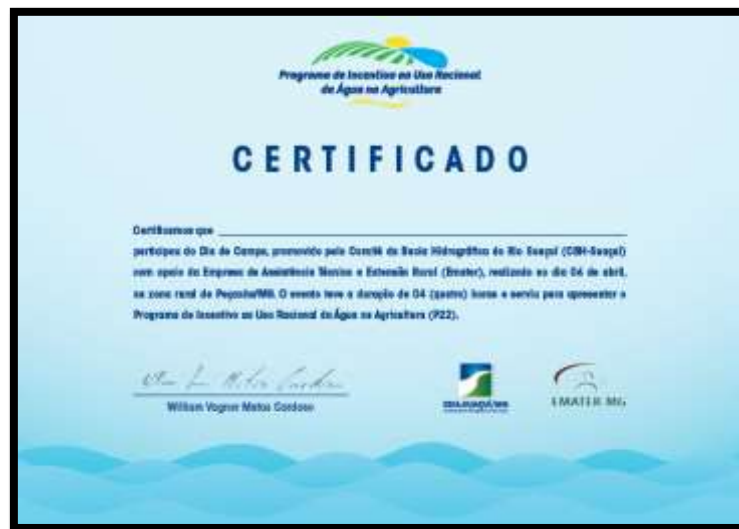 Programa de Incentivo ao Uso Racional
de Água na Agricultura
CERTIFICADO
Certificamos que
participou do Dia de Campo, promovido pelo Comitê da Bacia Hidrográfica do Rio Suaçuí (CBH-Suaçuí)
com apoio da Empresa de Assistência Técnica e Extensão Rural (Emater), realizado no dia 06 de abril,
na zona rural de Peçanha/MG. O evento teve a duração de 04 (quatro) horas e serviu para apresentar o
Programa de Incentivo ao Uso Racional da Água na Agricultura (P22).
William Vagner Matos Cardoso
EMATER MG